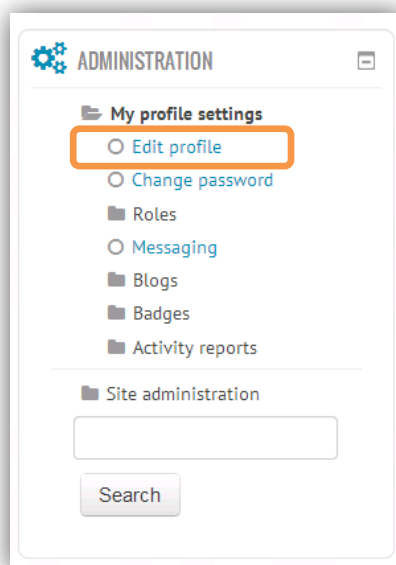 ADMINISTRATION
My profile settings
Edit profile
Change password
Roles
Messaging
Blogs
Badges
Activity reports
Site administration
Search